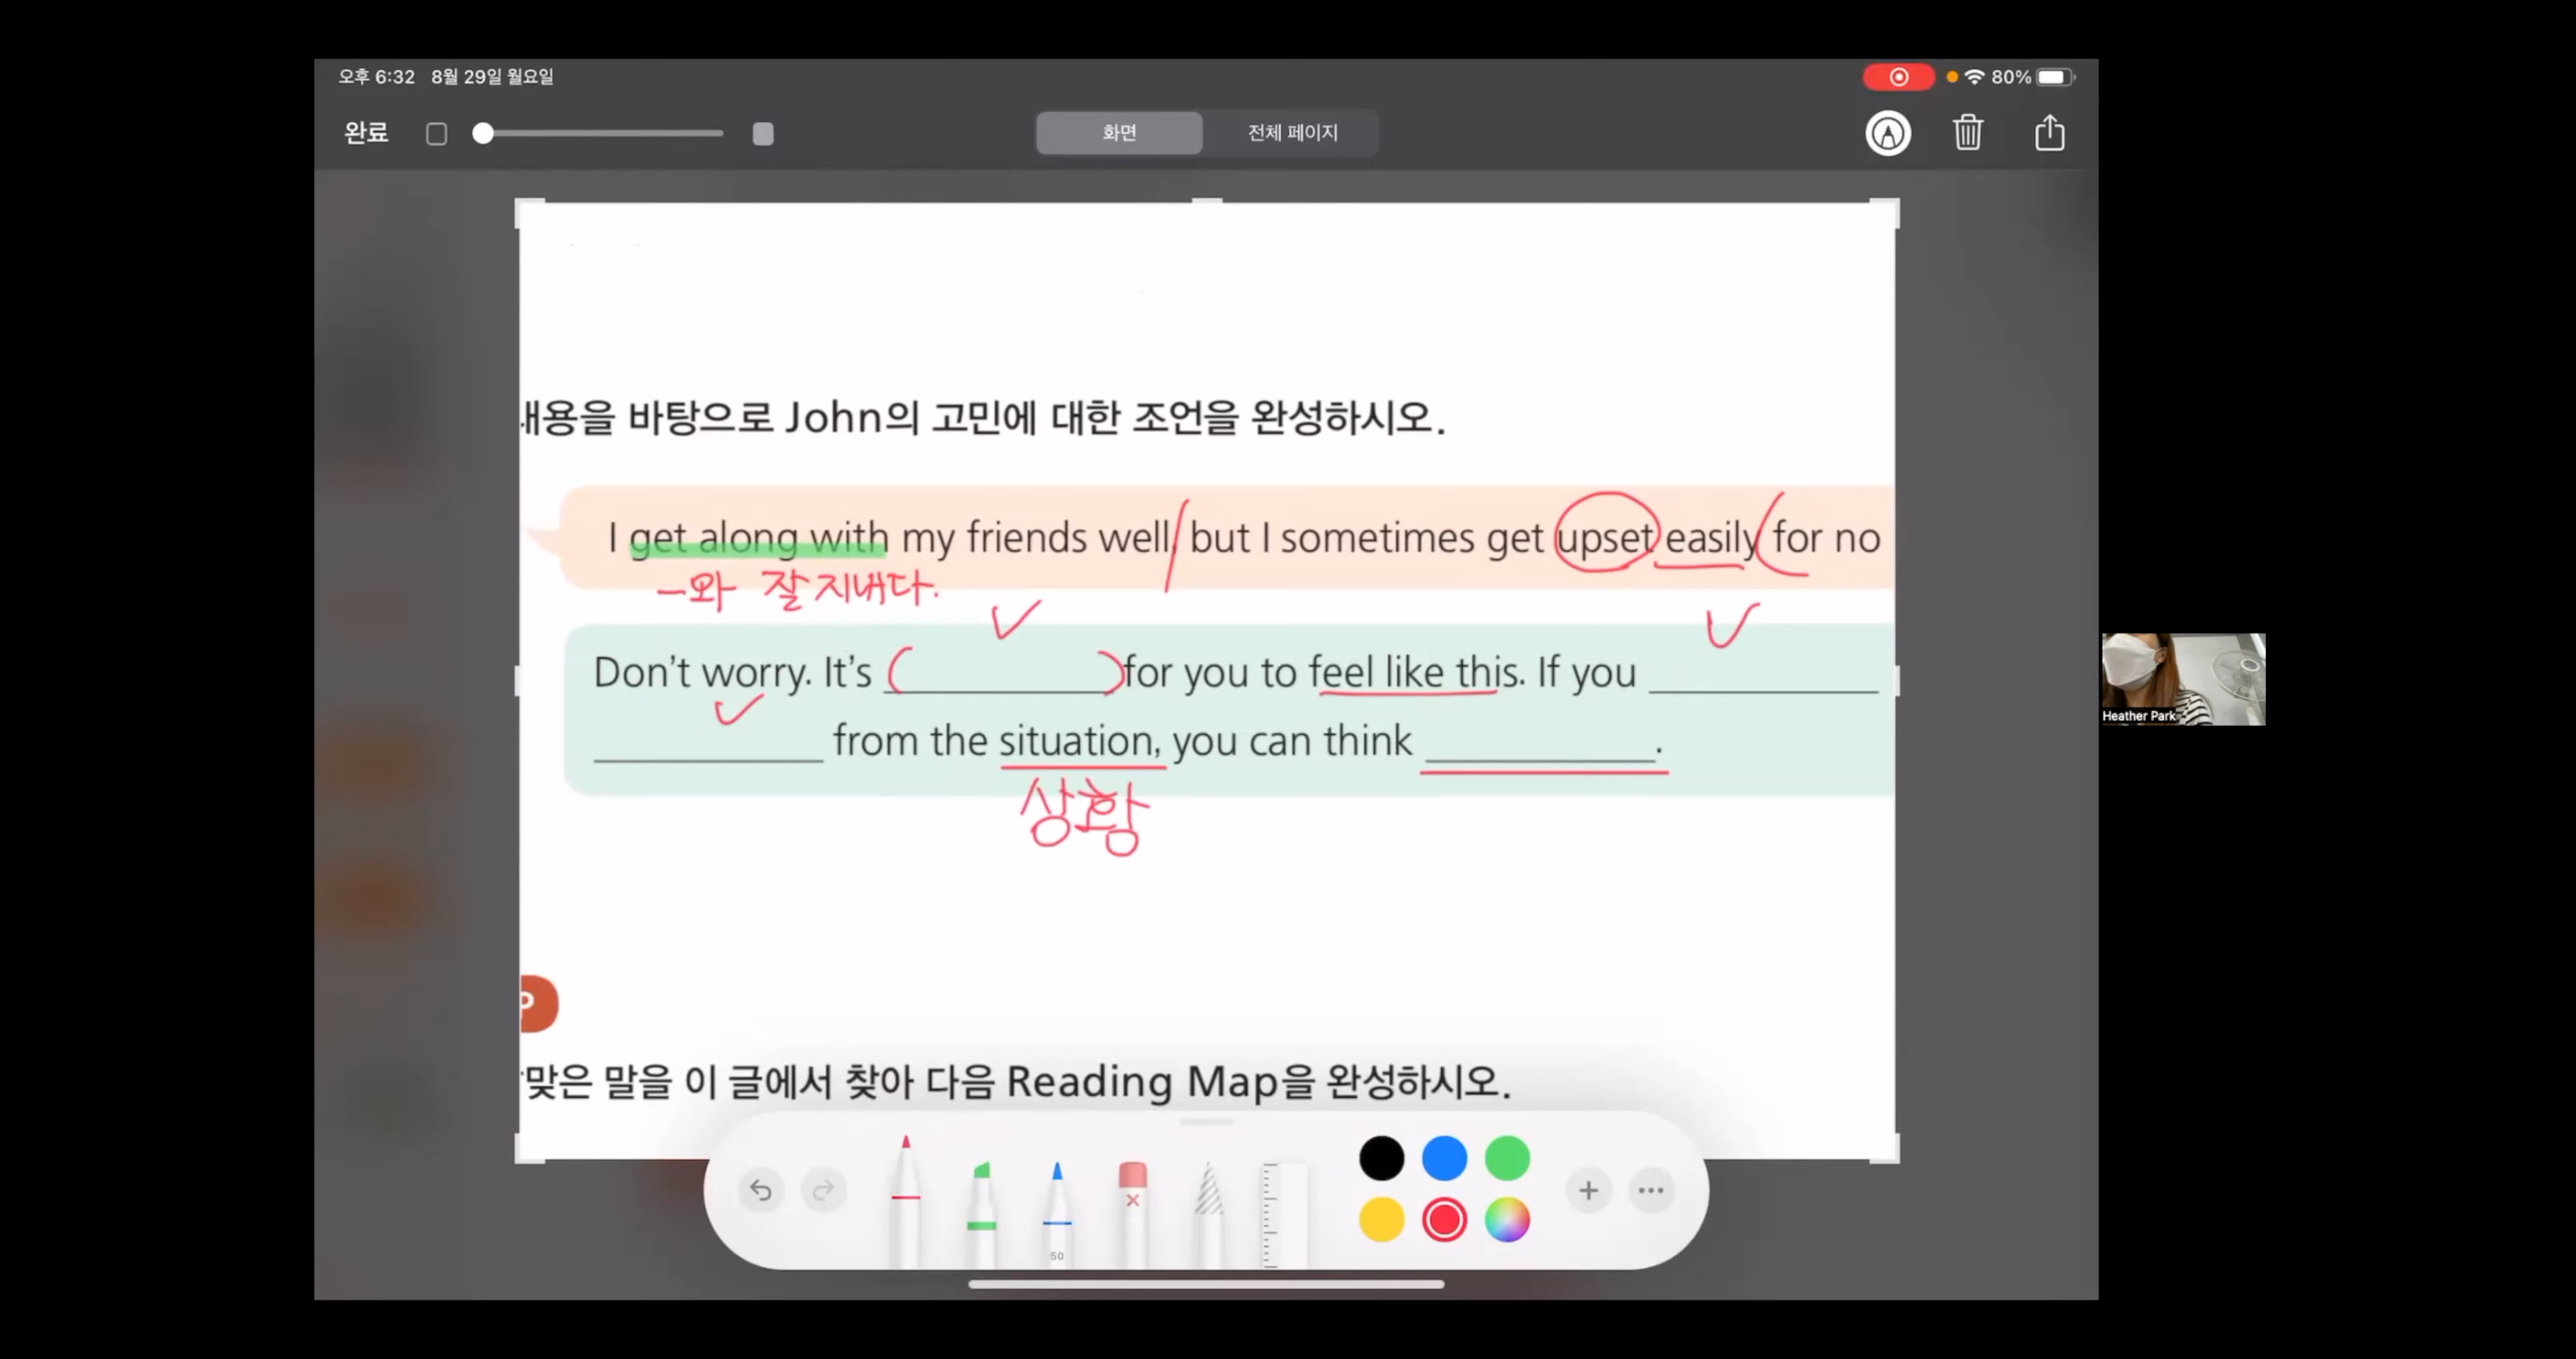 오후 6:32 8월 29일 월요일
80%
완료
화면
전체 페이지
내용을 바탕으로 John의 고민에 대한 조언을 완성하시오.
I get along with my friends well, but I sometimes get upset easily for no
-와 잘 지내다.
Don't worry. It's ( ) for you to feel like this. If you
from the situation, you can think .
상황
P
맞은 말을 이 글에서 찾아 다음 Reading Map을 완성하시오.
50
Heather Park